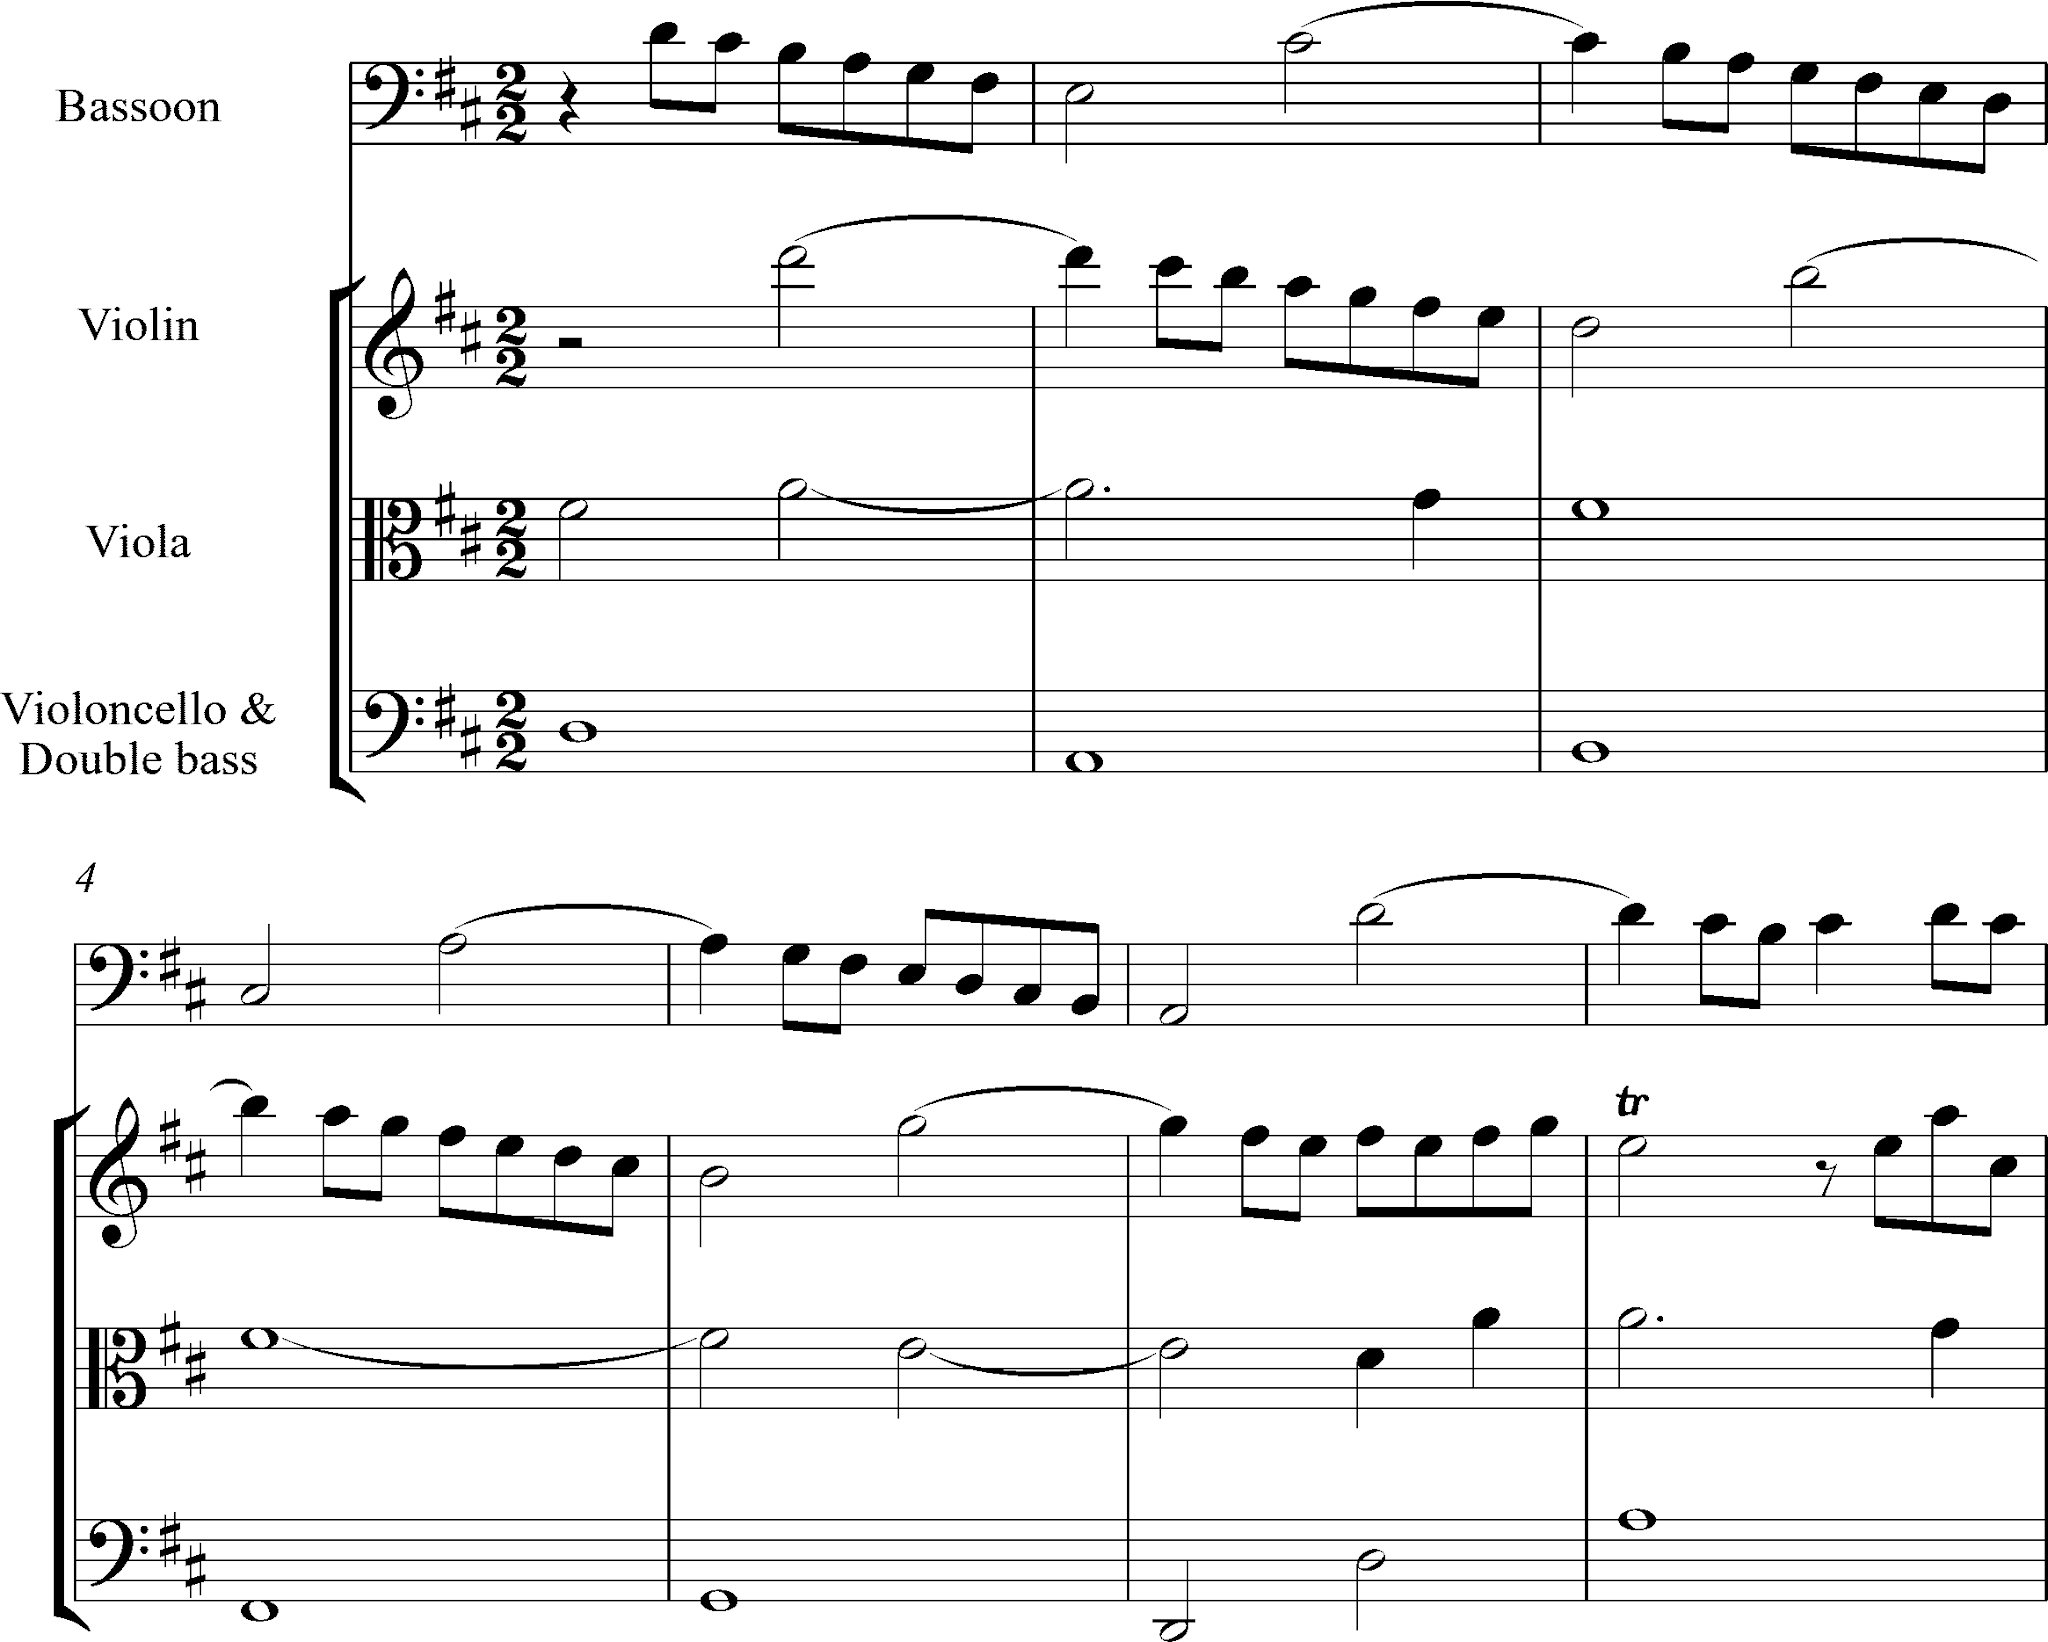 Bassoon
Violin
Viola
Violoncello &
Double bass
4
tr